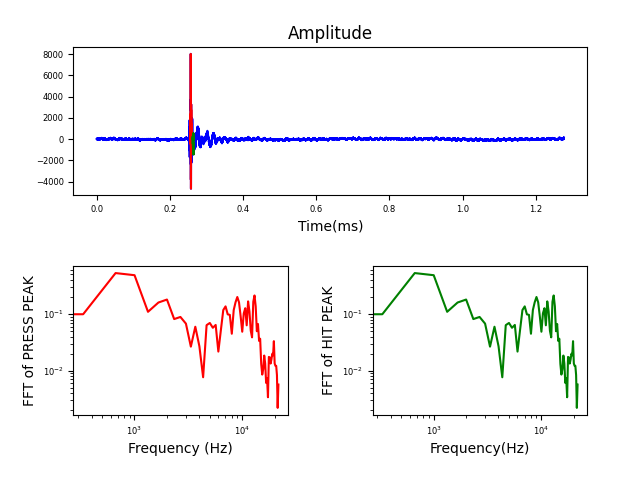 Amplitude
8000
6000
4000
2000
0
−2000
−4000
0.0 0.2 0.4 0.6 0.8 1.0 1.2
Time(ms)
FFT of PRESS PEAK
10⁻¹
10⁻²
10³ 10⁴
Frequency (Hz)
FFT of HIT PEAK
10⁻¹
10⁻²
10³ 10⁴
Frequency(Hz)